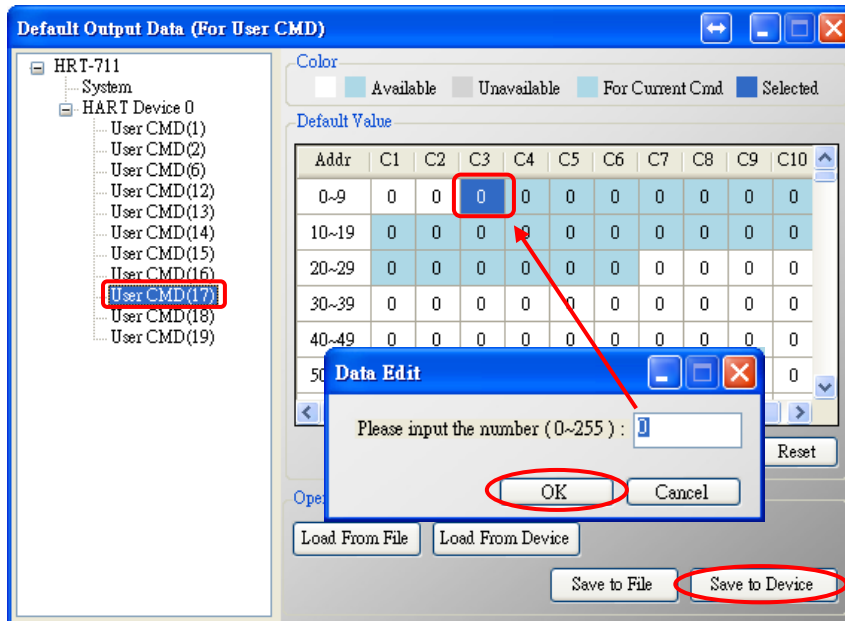 Default Output Data (For User CMD)
HRT-711
System
HART Device 0
User CMD(1)
User CMD(2)
User CMD(6)
User CMD(12)
User CMD(13)
User CMD(14)
User CMD(15)
User CMD(16)
User CMD(17)
User CMD(18)
User CMD(19)
Color
Available Unavailable For Current Cmd Selected
Default Value
Addr C1 C2 C3 C4 C5 C6 C7 C8 C9 C10
0~9 0 0 0 0 0 0 0 0 0 0
10~19 0 0 0 0 0 0 0 0 0
20~29 0 0 0 0 0 0 0 0 0 0
30~39 0 0 0 0 0 0 0 0 0 0
40~49 0 0 0 0 0 0 0 0 0 0
0
Data Edit
Please input the number ( 0~255 ) : 0
OK Cancel
Reset
Load From File Load From Device
Save to File Save to Device